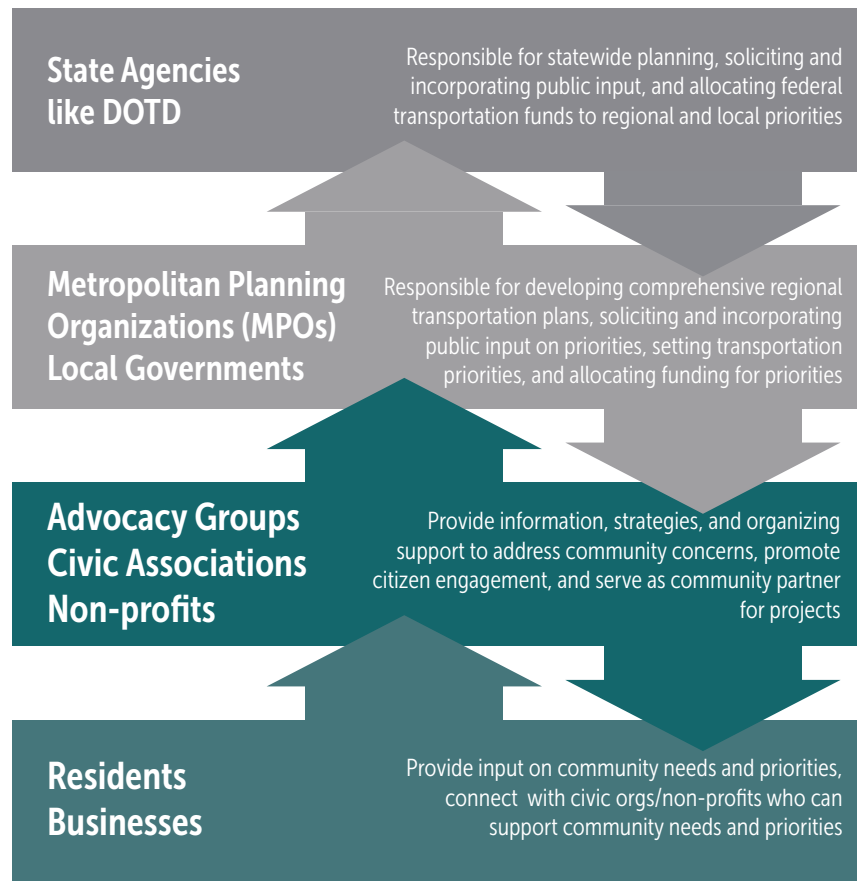 State Agencies
like DOTD
Responsible for statewide planning, soliciting and
incorporating public input, and allocating federal
transportation funds to regional and local priorities
Metropolitan Planning
Organizations (MPOs)
Local Governments
Responsible for developing comprehensive regional
transportation plans, soliciting and incorporating
public input on priorities, setting transportation
priorities, and allocating funding for priorities
Advocacy Groups
Civic Associations
Non-profits
Provide information, strategies, and organizing
support to address community concerns, promote
citizen engagement, and serve as community partner
for projects
Residents
Businesses
Provide input on community needs and priorities,
connect with civic orgs/non-profits who can
support community needs and priorities